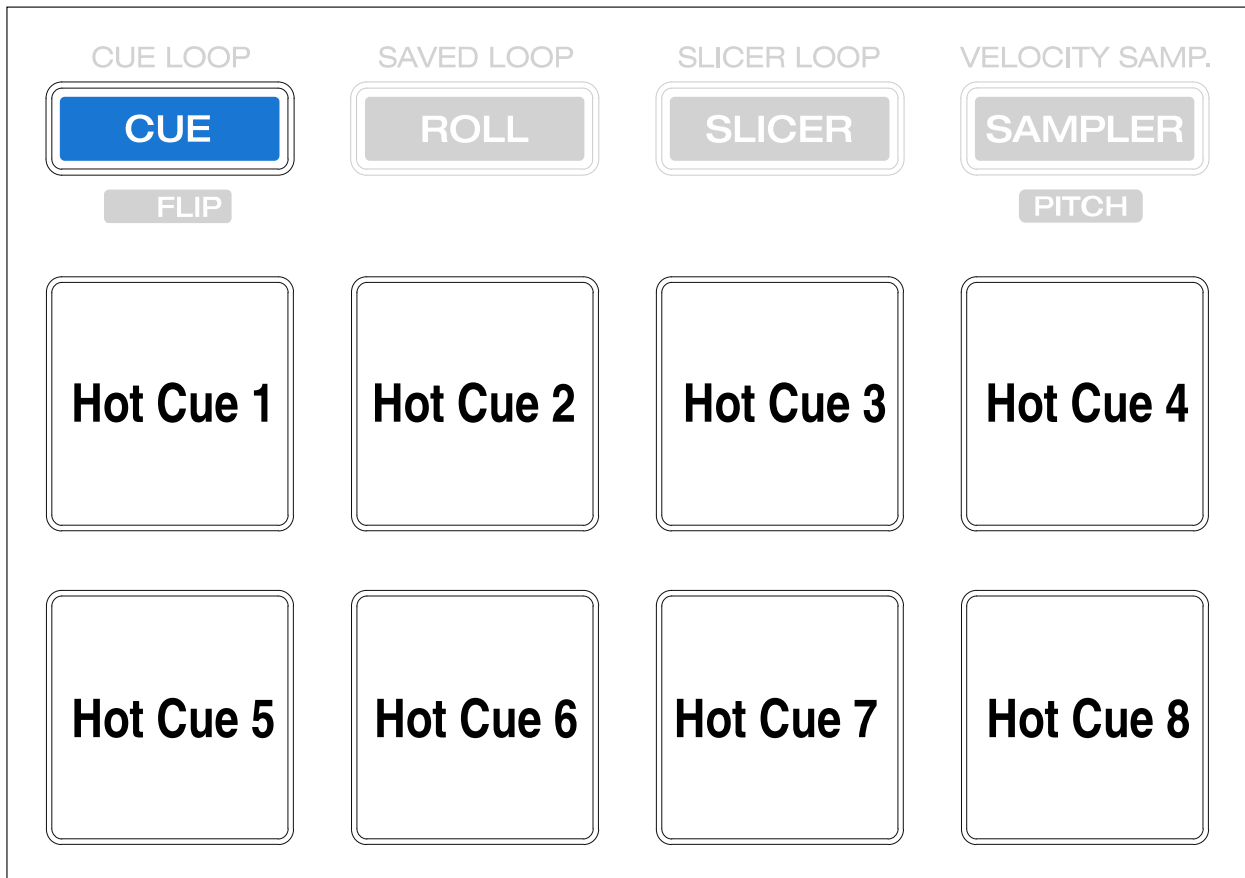 CUE LOOP SAVED LOOP SLICER LOOP VELOCITY SAMP.
CUE ROLL SLICER SAMPLER
FLIP PITCH
Hot Cue 1 Hot Cue 2 Hot Cue 3 Hot Cue 4
Hot Cue 5 Hot Cue 6 Hot Cue 7 Hot Cue 8